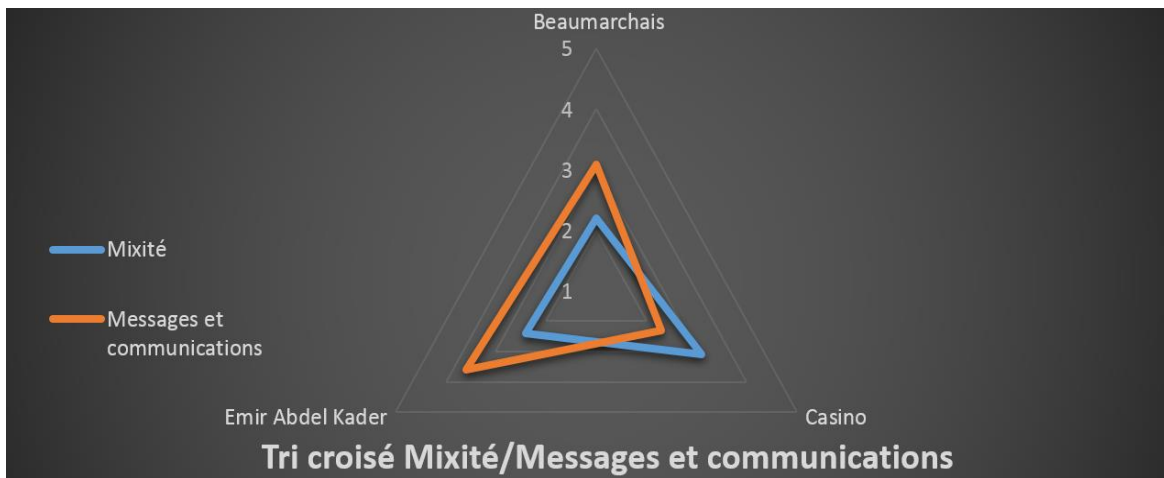 Beaumarchais
5
4
3
2
1
Mixité
Messages et
communications
Emir Abdel Kader
Casino
Tri croisé Mixité/Messages et communications